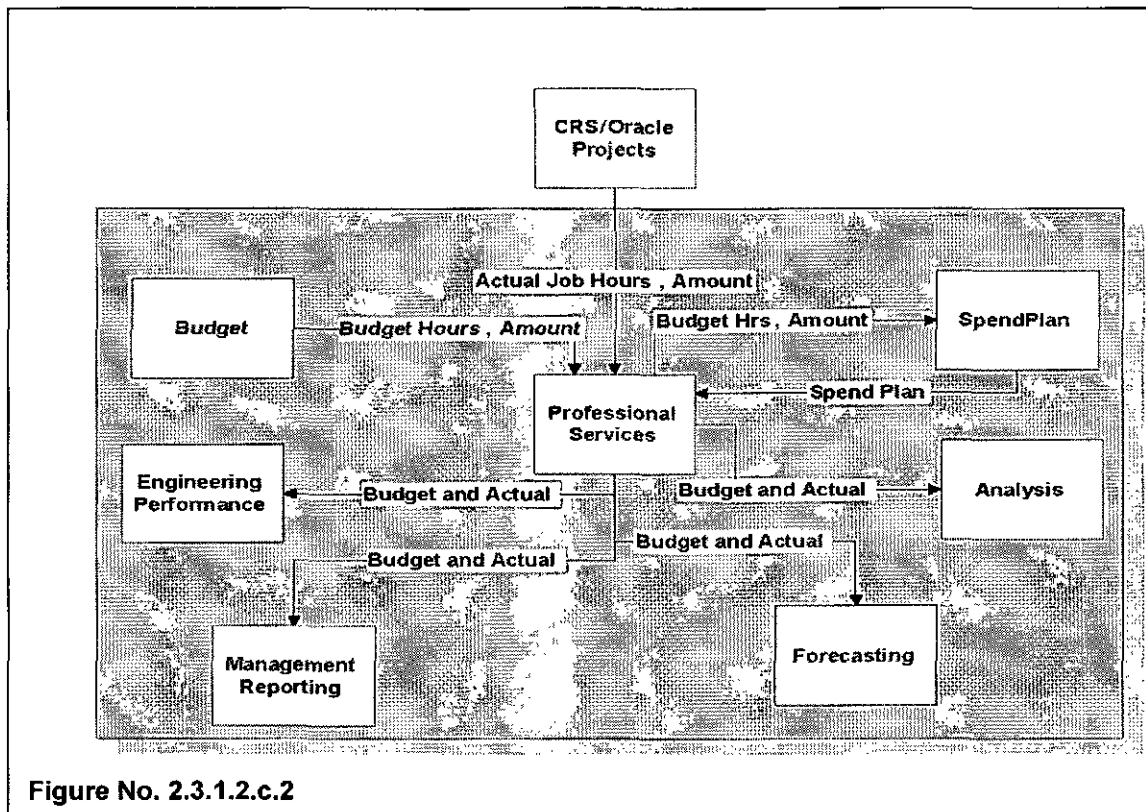 CRS/Oracle
Projects
Actual Job Hours , Amount
Budget
Budget Hours , Amount
Budget Hrs , Amount
SpendPlan
Spend Plan
Professional
Services
Engineering
Performance
Budget and Actual
Budget and Actual
Analysis
Budget and Actual
Budget and Actual
Management
Reporting
Forecasting
Figure No. 2.3.1.2.c.2